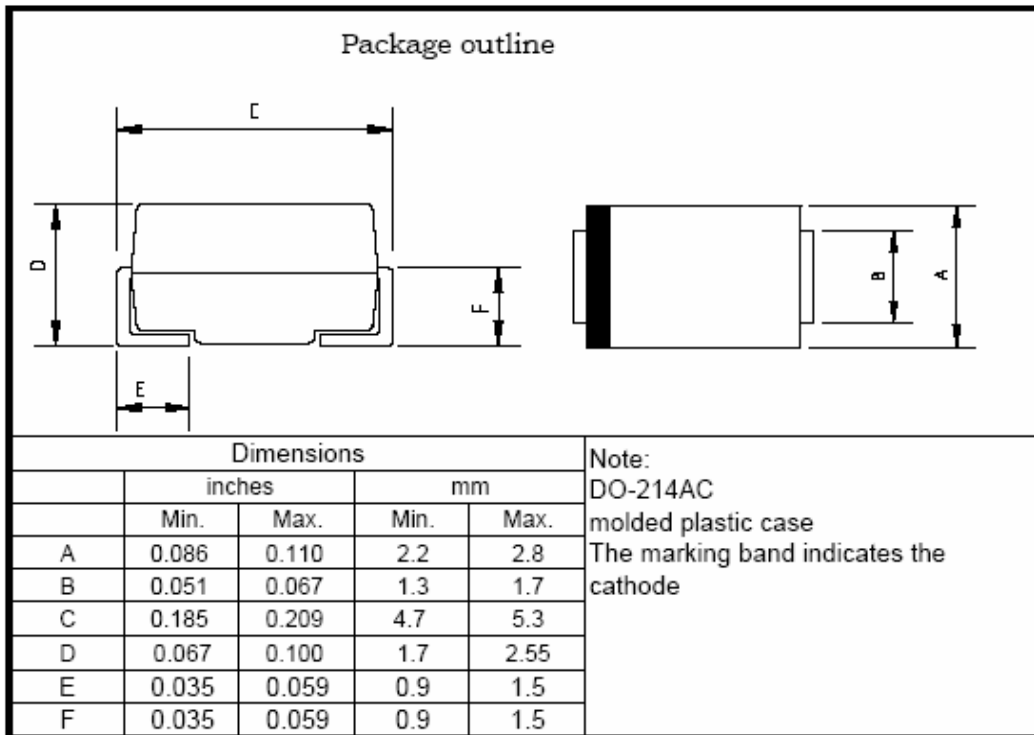 Package outline
C
D
F
E
B
A
Dimensions
inches mm
Min. Max. Min. Max.
A 0.086 0.110 2.2 2.8
B 0.051 0.067 1.3 1.7
C 0.185 0.209 4.7 5.3
D 0.067 0.100 1.7 2.55
E 0.035 0.059 0.9 1.5
F 0.035 0.059 0.9 1.5
Note:
DO-214AC
molded plastic case
The marking band indicates the
cathode